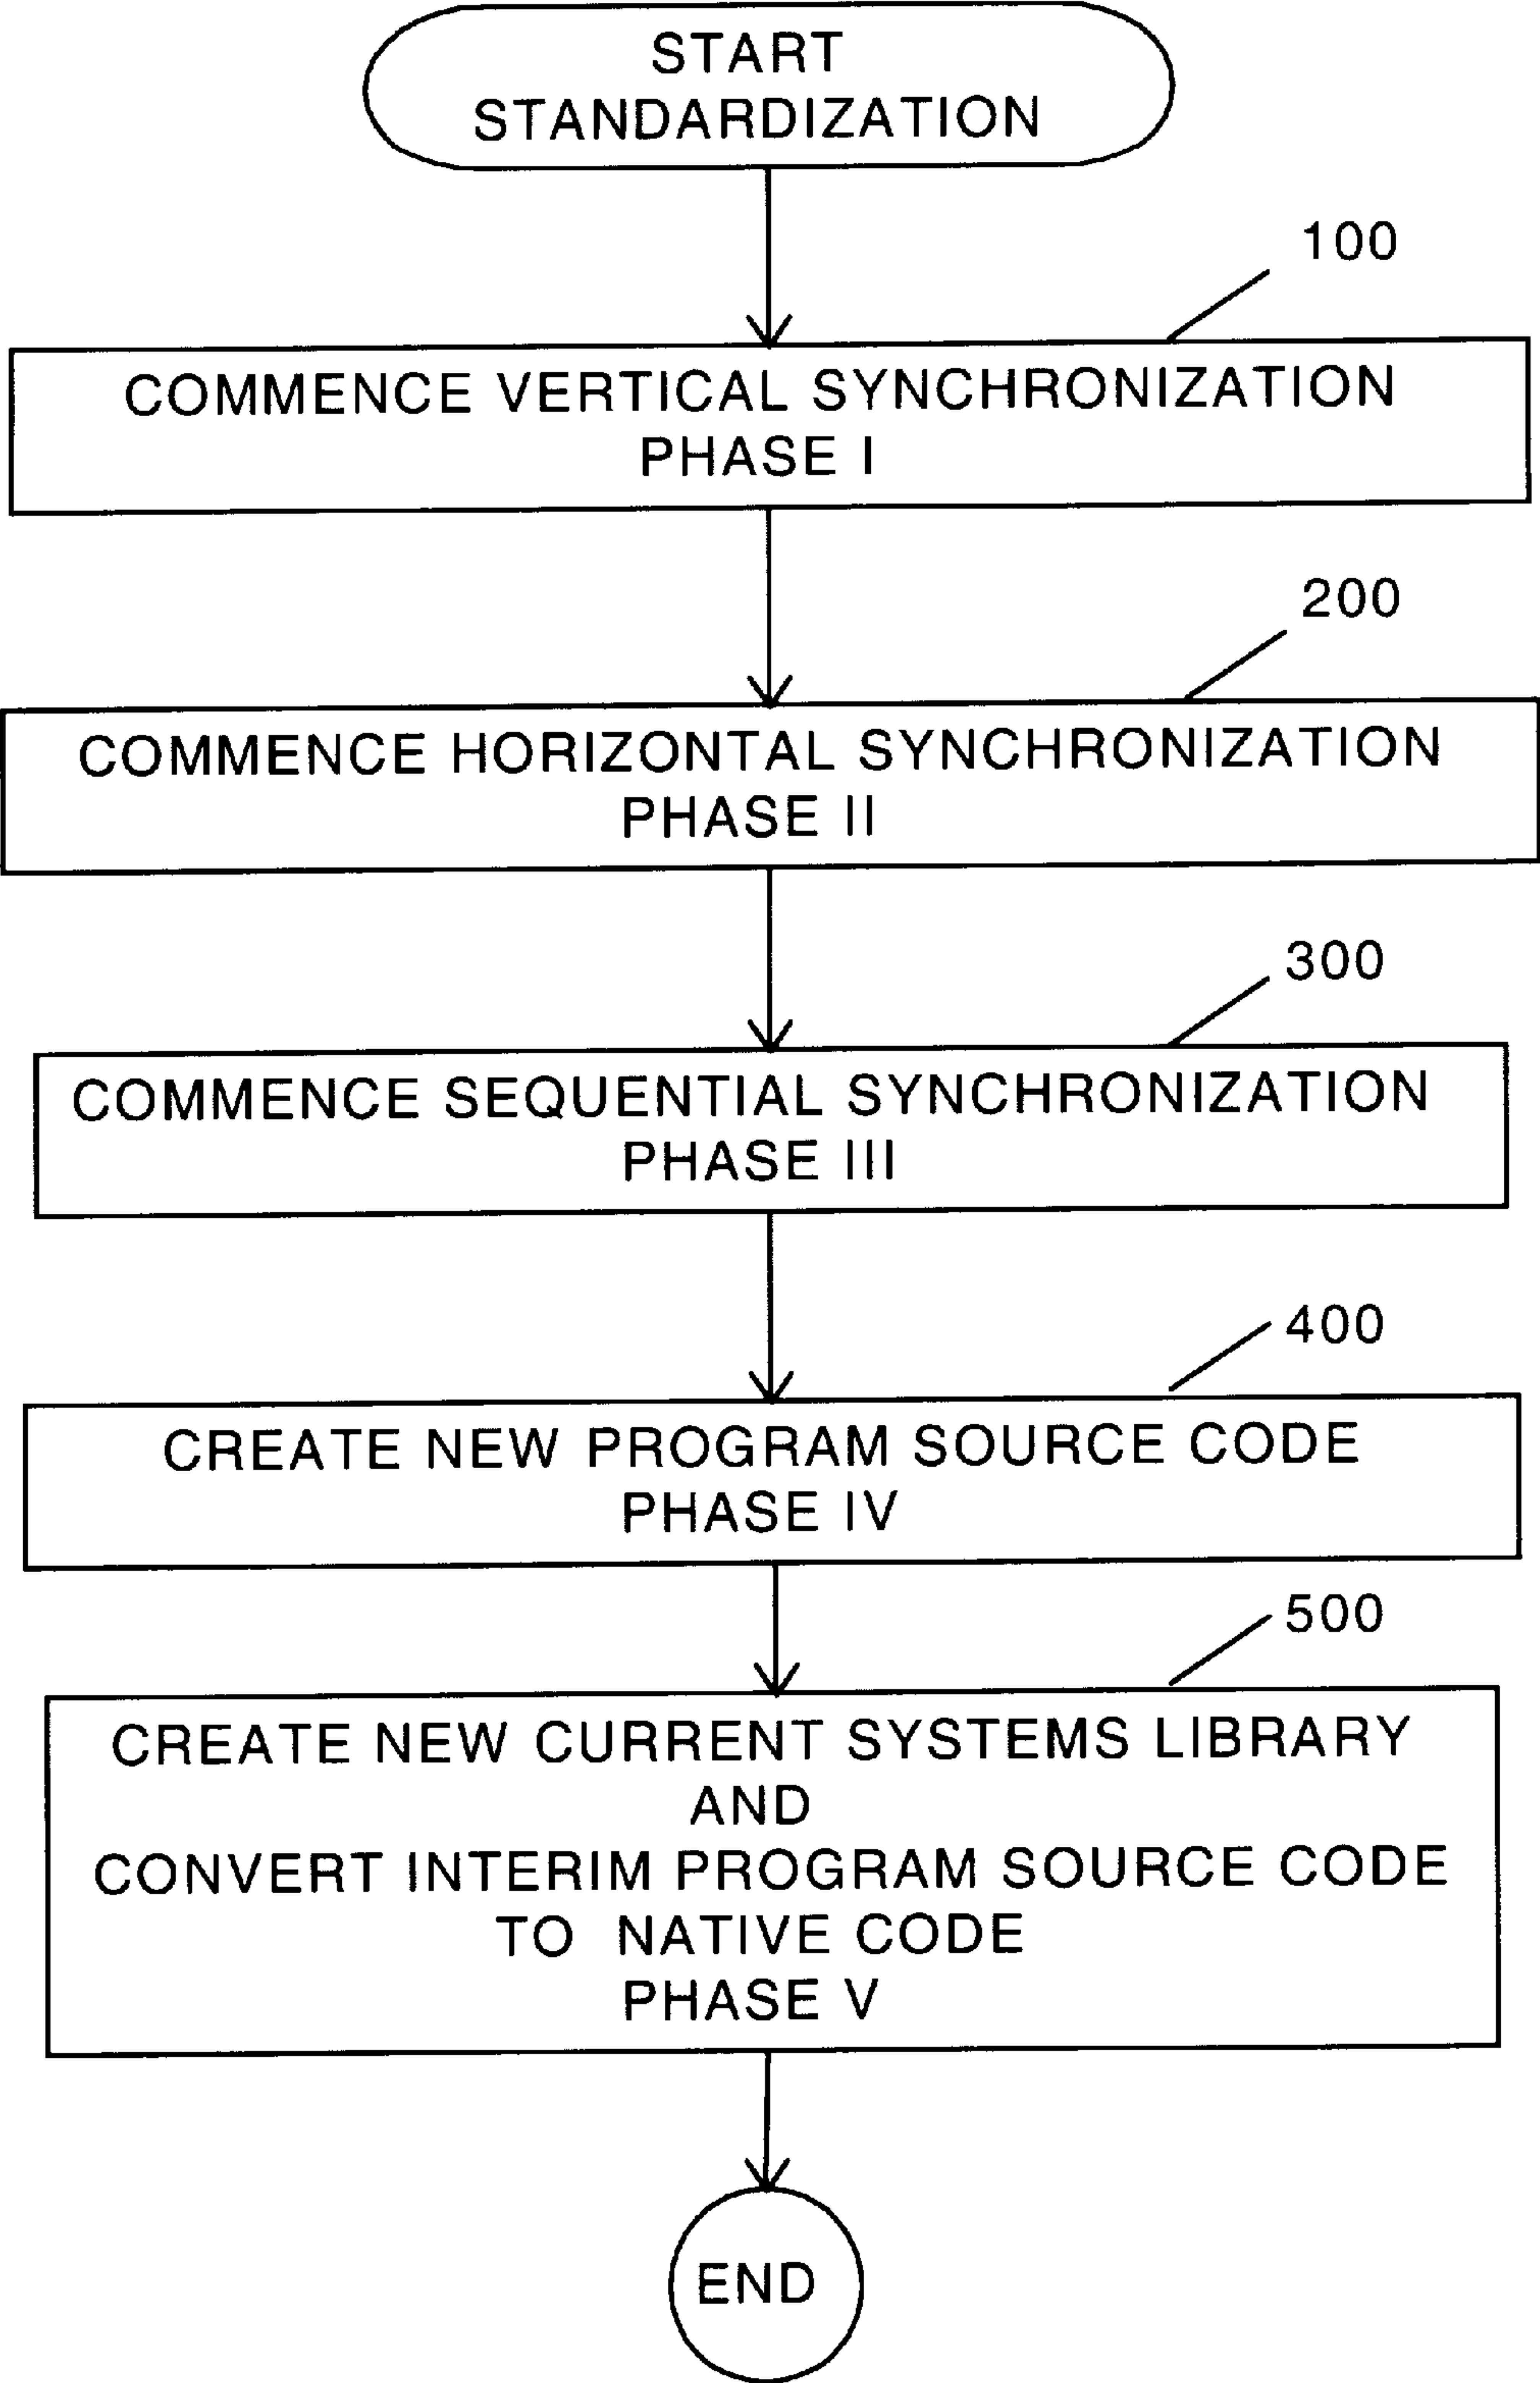 START
STANDARDIZATION
100
COMMENCE VERTICAL SYNCHRONIZATION
PHASE I
200
COMMENCE HORIZONTAL SYNCHRONIZATION
PHASE II
300
COMMENCE SEQUENTIAL SYNCHRONIZATION
PHASE III
400
CREATE NEW PROGRAM SOURCE CODE
PHASE IV
500
CREATE NEW CURRENT SYSTEMS LIBRARY
AND
CONVERT INTERIM PROGRAM SOURCE CODE
TO NATIVE CODE
PHASE V
END